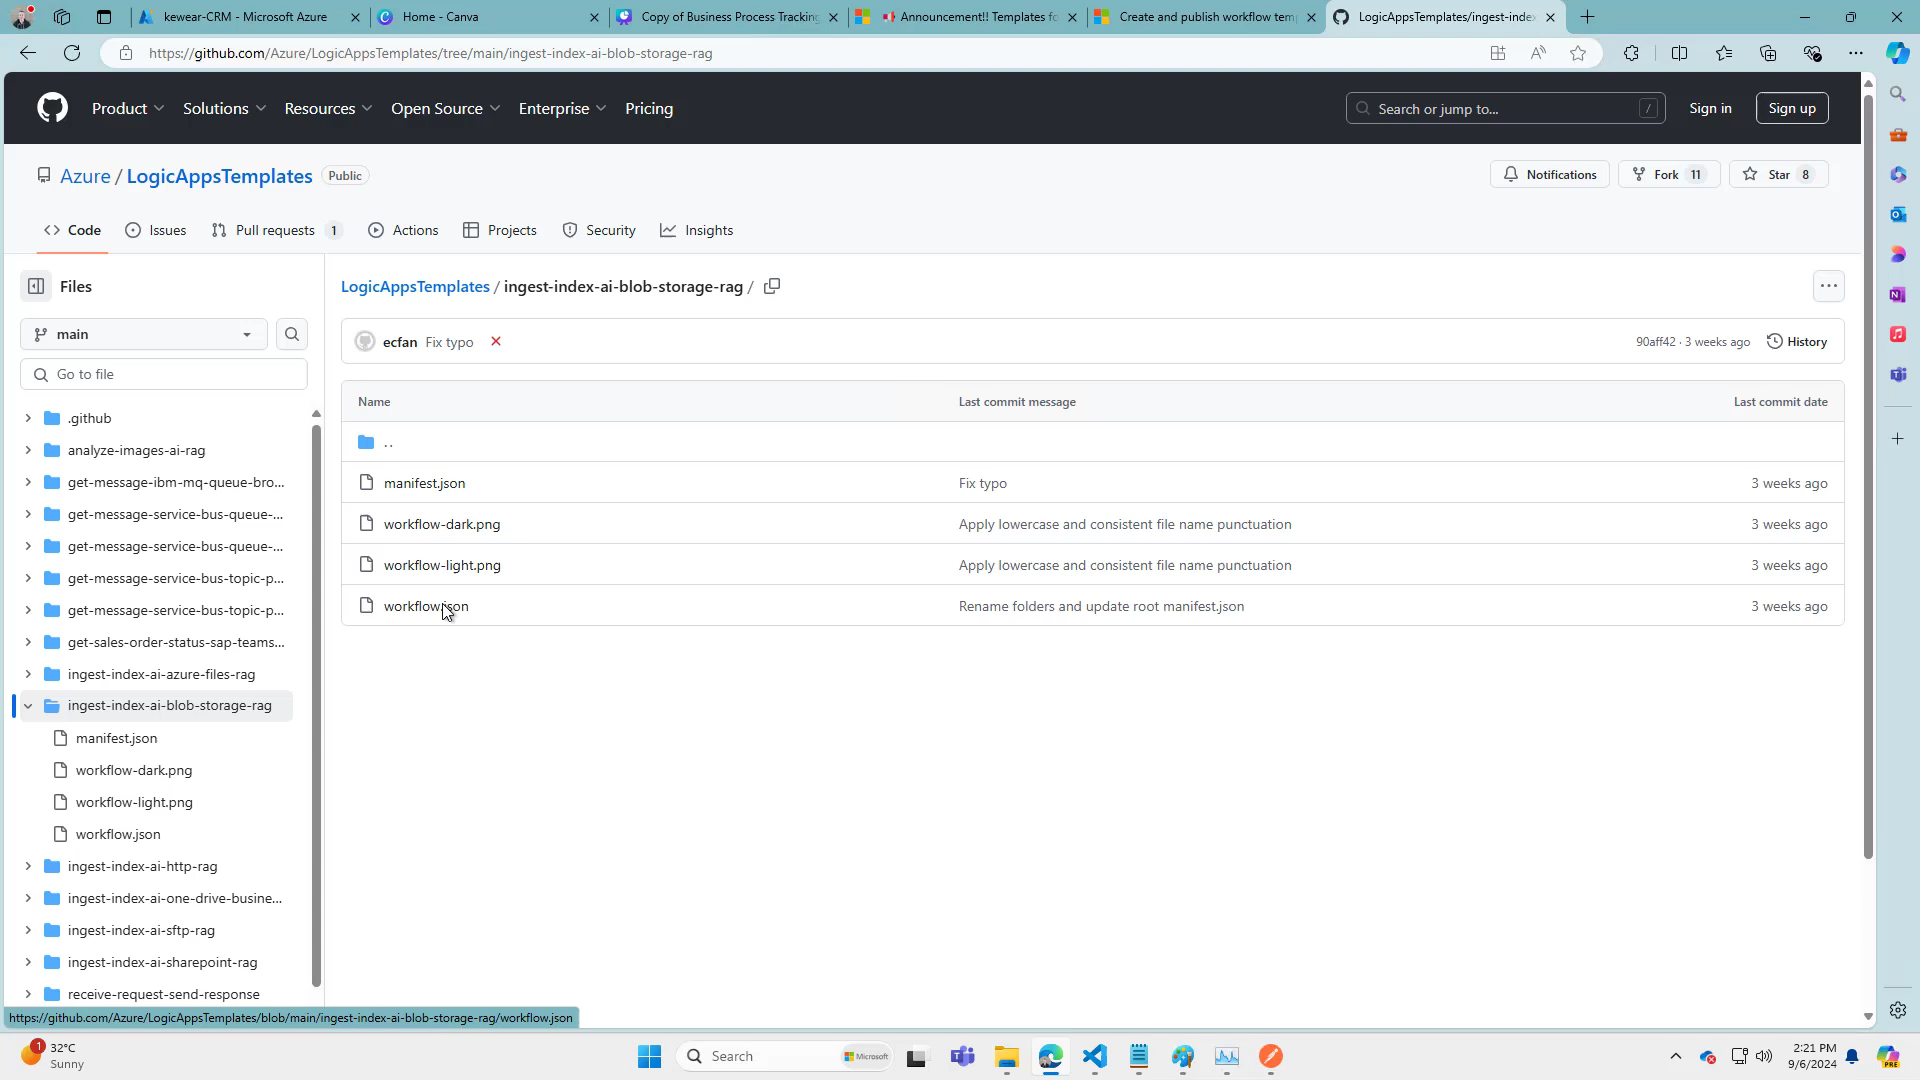 kewear-CRM - Microsoft Azure
Home - Canva
Copy of Business Process Tracking
Announcement!! Templates fo
Create and publish workflow tem
LogicAppsTemplates/ingest-index
https://github.com/Azure/LogicAppsTemplates/tree/main/ingest-index-ai-blob-storage-rag
Product
Solutions
Resources
Open Source
Enterprise
Pricing
Search or jump to...
/
Sign in
Sign up
Azure / LogicAppsTemplates
Public
Notifications
Fork 11
Star 8
Code
Issues
Pull requests 1
Actions
Projects
Security
Insights
Files
main
Go to file
.github
analyze-images-ai-rag
get-message-ibm-mq-queue-bro...
get-message-service-bus-queue-...
get-message-service-bus-queue-...
get-message-service-bus-topic-p...
get-message-service-bus-topic-p...
get-sales-order-status-sap-teams...
ingest-index-ai-azure-files-rag
ingest-index-ai-blob-storage-rag
manifest.json
workflow-dark.png
workflow-light.png
workflow.json
ingest-index-ai-http-rag
ingest-index-ai-one-drive-busine...
ingest-index-ai-sftp-rag
ingest-index-ai-sharepoint-rag
receive-request-send-response
LogicAppsTemplates / ingest-index-ai-blob-storage-rag /
ecfan Fix typo
90aff42 · 3 weeks ago
History
Name
Last commit message
Last commit date
..
manifest.json
Fix typo
3 weeks ago
workflow-dark.png
Apply lowercase and consistent file name punctuation
3 weeks ago
workflow-light.png
Apply lowercase and consistent file name punctuation
3 weeks ago
workflow.json
Rename folders and update root manifest.json
3 weeks ago
https://github.com/Azure/LogicAppsTemplates/blob/main/ingest-index-ai-blob-storage-rag/workflow.json
1
32°C
Sunny
Search
Microsoft
2:21 PM
9/6/2024
PRE